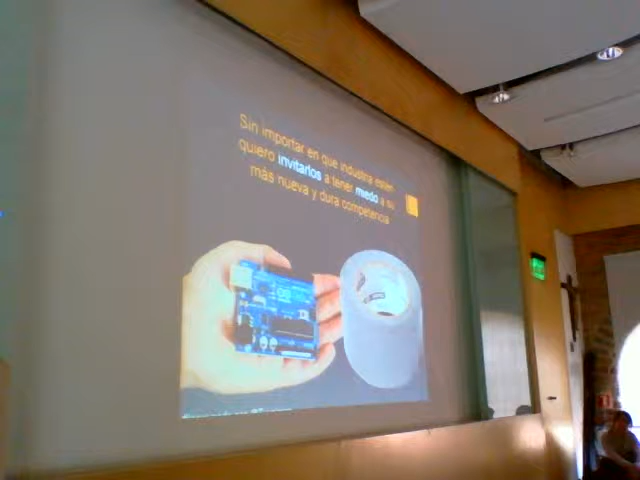 Sin importar en que industria estén
quiero invitarlos a tener miedo a su
más nueva y dura competencia